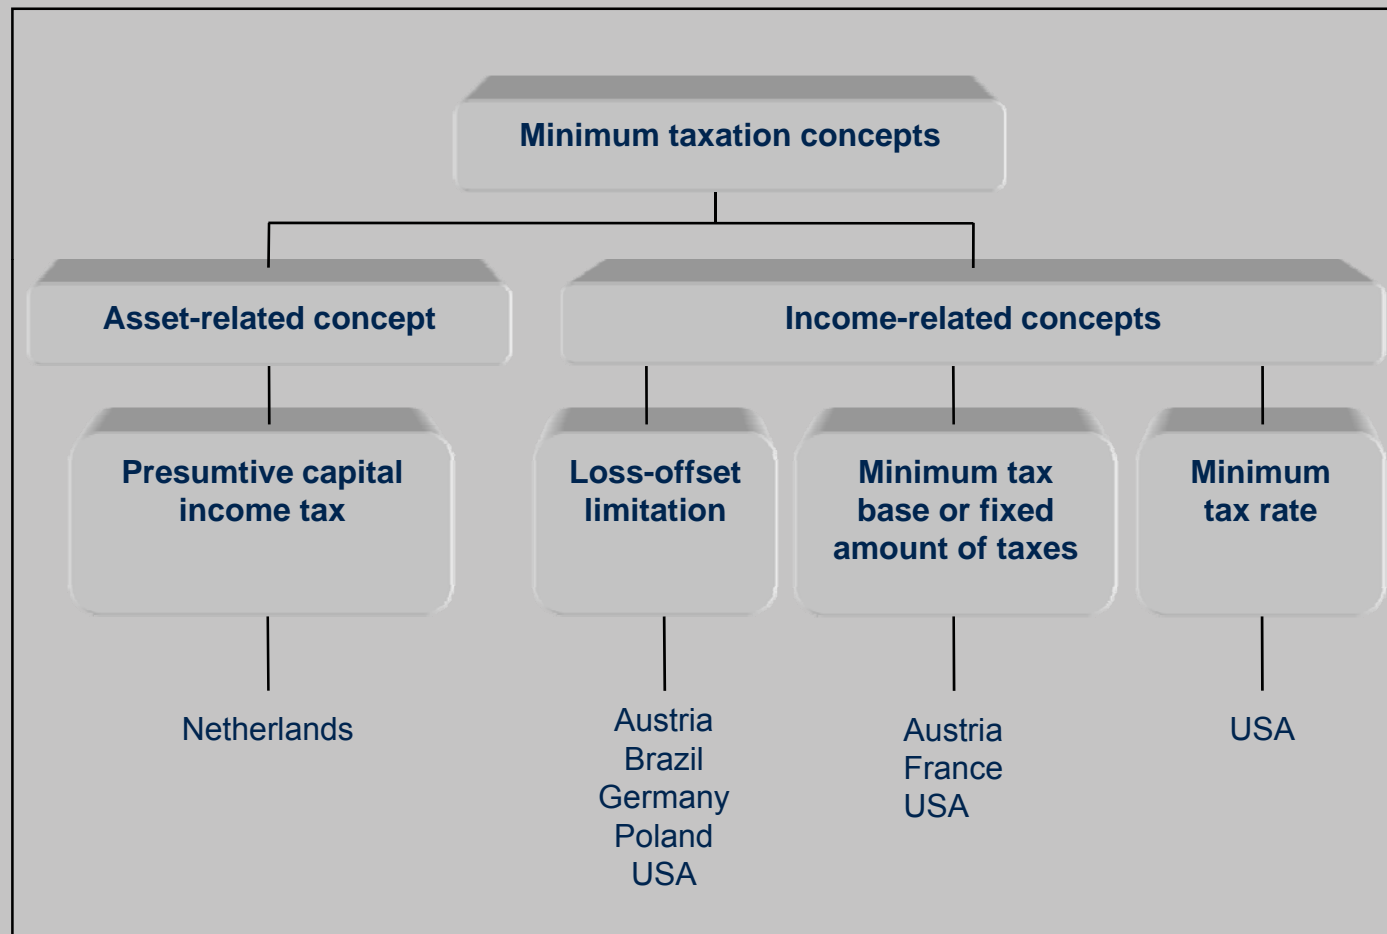 Minimum taxation concepts
Asset-related concept
Income-related concepts
Presumtive capital
income tax
Loss-offset
limitation
Minimum tax
base or fixed
amount of taxes
Minimum
tax rate
Netherlands
Austria
Brazil
Germany
Poland
USA
Austria
France
USA
USA